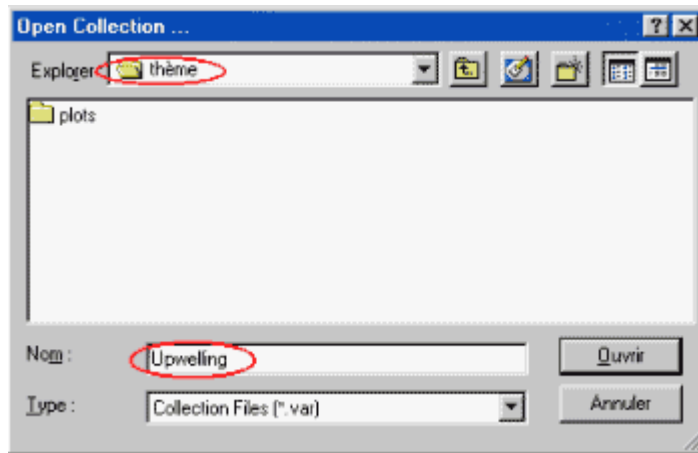 Open Collection ...
Explorer thème
plots
Nom : Upwelling
Ouvrir
Type : Collection Files (*.var)
Annuler